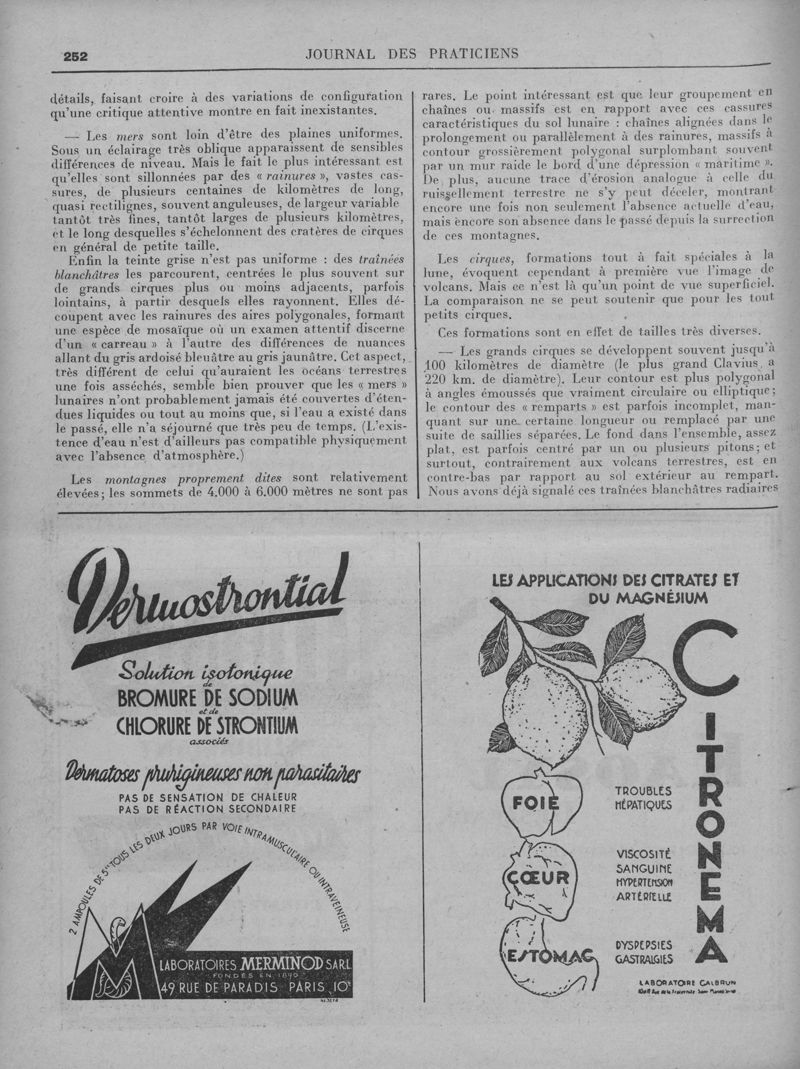 252
JOURNAL DES PRATICIENS
détails, faisant croire à des variations de configuration
qu'une critique attentive montre en fait inexistantes.
— Les mers sont loin d'être des plaines uniformes.
Sous un éclairage très oblique apparaissent de sensibles
différences de niveau. Mais le fait le plus intéressant est
qu'elles sont sillonnées par des « rainures », vastes cas-
sures, de plusieurs centaines de kilomètres de long,
quasi rectilignes, souvent anguleuses, de largeur variable
tantôt très fines, tantôt larges de plusieurs kilomètres,
et le long desquelles s'échelonnent des cratères de cirques
en général de petite taille.
Enfin la teinte grise n'est pas uniforme : des traînées
blanchâtres les parcourent, centrées le plus souvent sur
de grands cirques plus ou moins adjacents, parfois
lointains, à partir desquels elles rayonnent. Elles dé-
coupent avec les rainures des aires polygonales, formant
une espèce de mosaïque où un examen attentif discerne
d'un « carreau » à l'autre des différences de nuances
allant du gris ardoisé bleuâtre au gris jaunâtre. Cet aspect,
très différent de celui qu'auraient les océans terrestres
une fois asséchés, semble bien prouver que les « mers »
lunaires n'ont probablement jamais été couvertes d'éten-
dues liquides ou tout au moins que, si l'eau a existé dans
le passé, elle n'a séjourné que très peu de temps. (L'exis-
tence d'eau n'est d'ailleurs pas compatible physiquement
avec l'absence d'atmosphère.)
Les montagnes proprement dites sont relativement
élevées; les sommets de 4.000 à 6.000 mètres ne sont pas
rares. Le point intéressant est que leur groupement en
chaînes ou massifs est en rapport avec ces cassures
caractéristiques du sol lunaire : chaînes alignées dans le
prolongement ou parallèlement à des rainures, massifs à
contour grossièrement polygonal surplombant souvent
par un mur raide le bord d'une dépression « maritime ».
De plus, aucune trace d'érosion analogue à celle du
ruissellement terrestre ne s'y peut déceler, montrant
encore une fois non seulement l'absence actuelle d'eau,
mais encore son absence dans le passé depuis la surrection
de ces montagnes.
Les cirques, formations tout à fait spéciales à la
lune, évoquent cependant à première vue l'image de
volcans. Mais ce n'est là qu'un point de vue superficiel.
La comparaison ne se peut soutenir que pour les tout
petits cirques.
Ces formations sont en effet de tailles très diverses.
— Les grands cirques se développent souvent jusqu'à
100 kilomètres de diamètre (le plus grand Clavius, a
220 km. de diamètre). Leur contour est plus polygonal
à angles émoussés que vraiment circulaire ou elliptique;
le contour des « remparts » est parfois incomplet, man-
quant sur une certaine longueur ou remplacé par une
suite de saillies séparées. Le fond dans l'ensemble, assez
plat, est parfois centré par un ou plusieurs pitons; et
surtout, contrairement aux volcans terrestres, est en
contre-bas par rapport au sol extérieur au rempart.
Nous avons déjà signalé ces traînées blanchâtres radiaires
Dermostrontial
Solution isotonique
de
BROMURE DE SODIUM
et de
CHLORURE DE STRONTIUM
associés
Dermatoses prurigineuses non parasitaires
PAS DE SENSATION DE CHALEUR
PAS DE RÉACTION SECONDAIRE
2 AMPOULES DE 5cc TOUS LES DEUX JOURS PAR VOIE INTRAMUSCULAIRE OU INTRAVEINEUSE
LABORATOIRES MERMINOD SARL
FONDÉS EN 1890
49 RUE DE PARADIS PARIS 10e
LES APPLICATIONS DES CITRATES ET
DU MAGNÉSIUM
CITRONEMA
FOIE
TROUBLES
HÉPATIQUES
CŒUR
VISCOSITÉ
SANGUINE
HYPERTENSION
ARTÉRIELLE
ESTOMAC
DYSPEPSIES
GASTRALGIES
LABORATOIRE CALBRUN